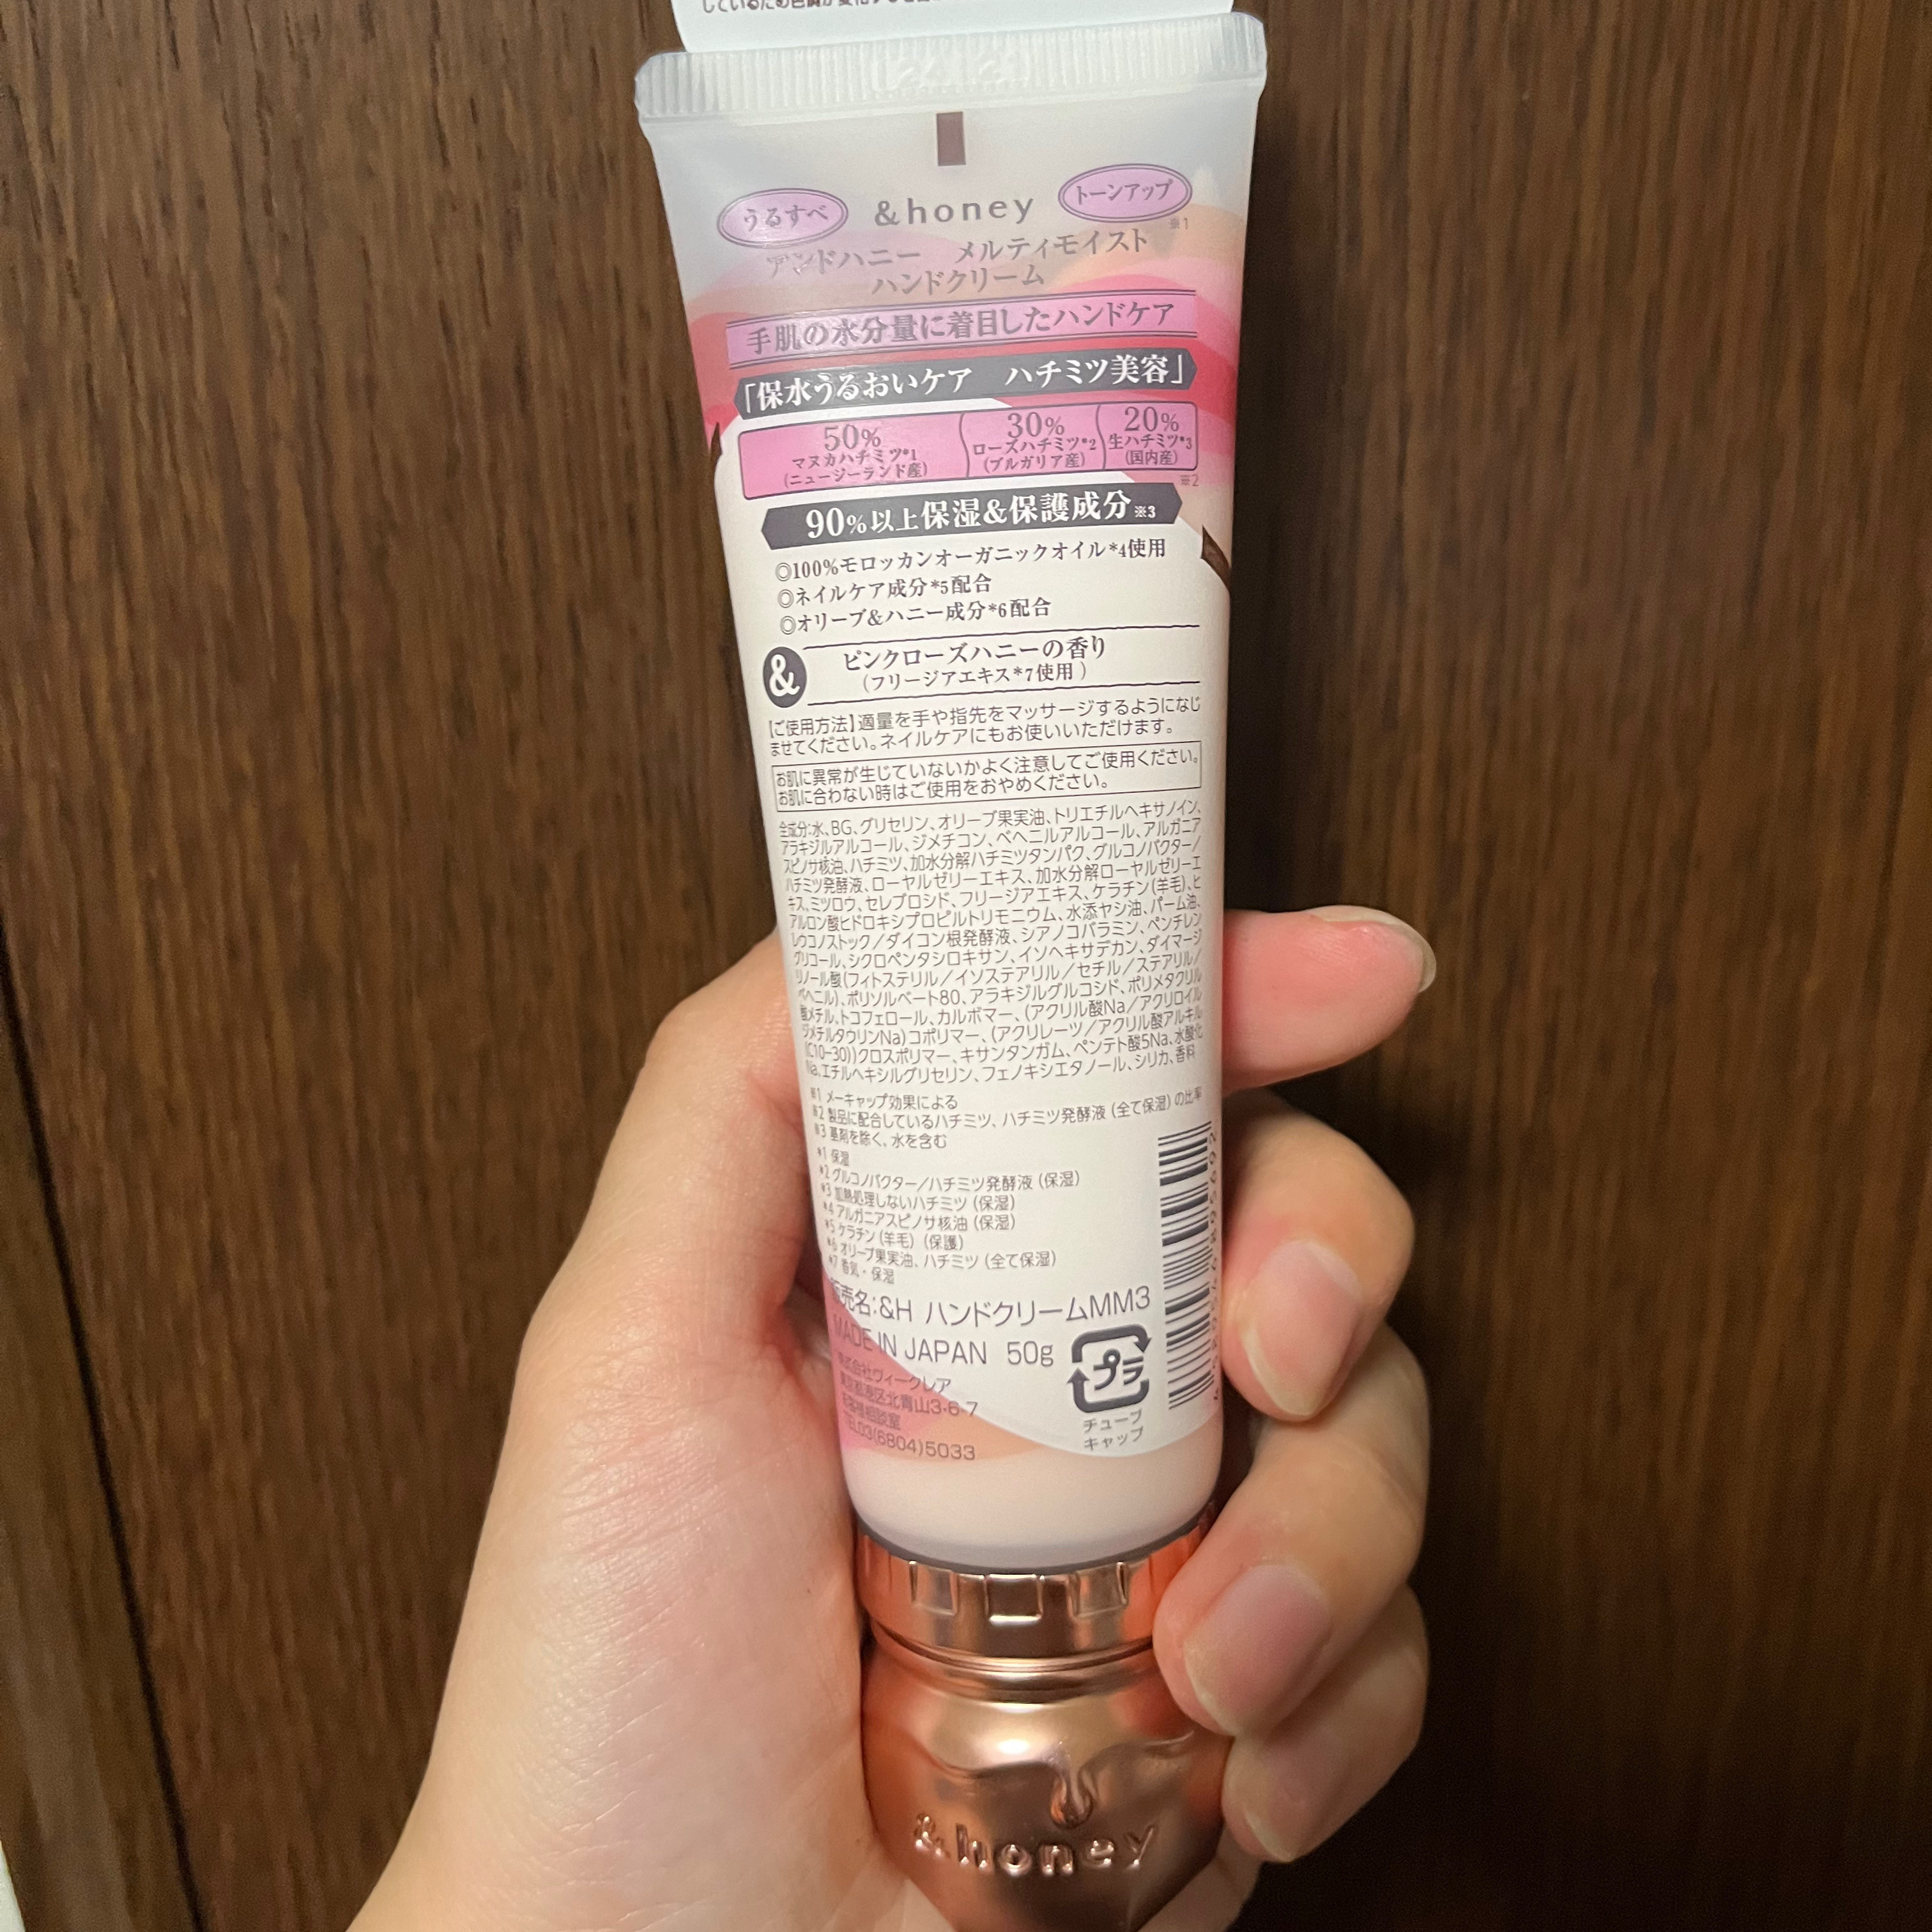 しているため色調が変化する
うるすべ &honey トーンアップ
※1
アンドハニー メルティモイスト
ハンドクリーム
手肌の水分量に着目したハンドケア
「保水うるおいケア ハチミツ美容」
50% 30% 20%
マヌカハチミツ*1 ローズハチミツ*2 生ハチミツ*3
(ニュージーランド産) (ブルガリア産) (国内産)
※2
90%以上保湿&保護成分※3
◎100%モロッカンオーガニックオイル*4使用
◎ネイルケア成分*5配合
◎オリーブ&ハニー成分*6配合
& ピンクローズハニーの香り
(フリージアエキス*7使用)
【ご使用方法】適量を手や指先をマッサージするようになじ
ませてください。ネイルケアにもお使いいただけます。
お肌に異常が生じていないかよく注意してご使用ください。
お肌に合わない時はご使用をおやめください。
全成分:水、BG、グリセリン、オリーブ果実油、トリエチルヘキサノイン、
アラキジルアルコール、ジメチコン、ベヘニルアルコール、アルガニア
スピノサ核油、ハチミツ、加水分解ハチミツタンパク、グルコノバクター/
ハチミツ発酵液、ローヤルゼリーエキス、加水分解ローヤルゼリーエ
キス、ミツロウ、セレブロシド、フリージアエキス、ケラチン(羊毛)、ヒ
アルロン酸ヒドロキシプロピルトリモニウム、水添ヤシ油、パーム油、
レウコノストック/ダイコン根発酵液、シアノコバラミン、ペンチレン
グリコール、シクロペンタシロキサン、イソヘキサデカン、ダイマージ
リノール酸(フィトステリル/イソステアリル/セチル/ステアリル/
ベヘニル)、ポリソルベート80、アラキジルグルコシド、ポリメタクリル
酸メチル、トコフェロール、カルボマー、(アクリル酸Na/アクリロイル
ジメチルタウリンNa)コポリマー、(アクリレーツ/アクリル酸アルキル
(C10-30))クロスポリマー、キサンタンガム、ペンテト酸5Na、水酸化
Na、エチルヘキシルグリセリン、フェノキシエタノール、シリカ、香料
※1 メーキャップ効果による
※2 製品に配合しているハチミツ、ハチミツ発酵液(全て保湿)の比率
※3 基剤を除く、水を含む
*1 保湿
*2 グルコノバクター/ハチミツ発酵液(保湿)
*3 加熱処理しないハチミツ(保湿)
*4 アルガニアスピノサ核油(保湿)
*5 ケラチン(羊毛)(保護)
*6 オリーブ果実油、ハチミツ(全て保湿)
*7 香気・保湿
販売名:&H ハンドクリームMM3
MADE IN JAPAN 50g
株式会社ヴィークレア
東京都港区北青山3-6-7
お客様相談室
TEL03(6804)5033
プラ
チューブ
キャップ
&honey